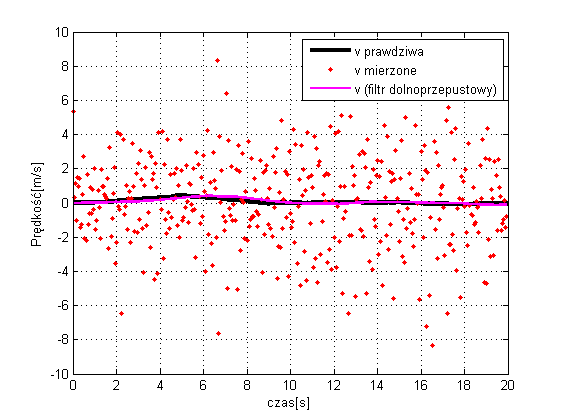 10
8
6
4
2
0
-2
-4
-6
-8
-10
Prędkość[m/s]
v prawdziwa
v mierzone
v (filtr dolnoprzepustowy)
0 2 4 6 8 10 12 14 16 18 20
czas[s]